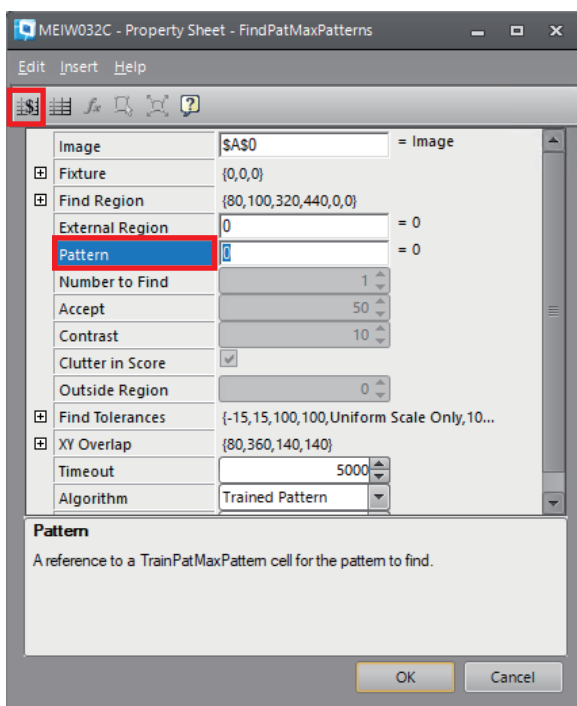 MEIW032C - Property Sheet - FindPatMaxPatterns
Edit Insert Help
$ fx ?
Image $A$0 = Image
Fixture {0,0,0}
Find Region {80,100,320,440,0,0}
External Region 0 = 0
Pattern 0 = 0
Number to Find 1
Accept 50
Contrast 10
Clutter in Score
Outside Region 0
Find Tolerances {-15,15,100,100,Uniform Scale Only,10...
XY Overlap {80,360,140,140}
Timeout 5000
Algorithm Trained Pattern
Pattern
A reference to a TrainPatMaxPattern cell for the pattern to find.
OK Cancel